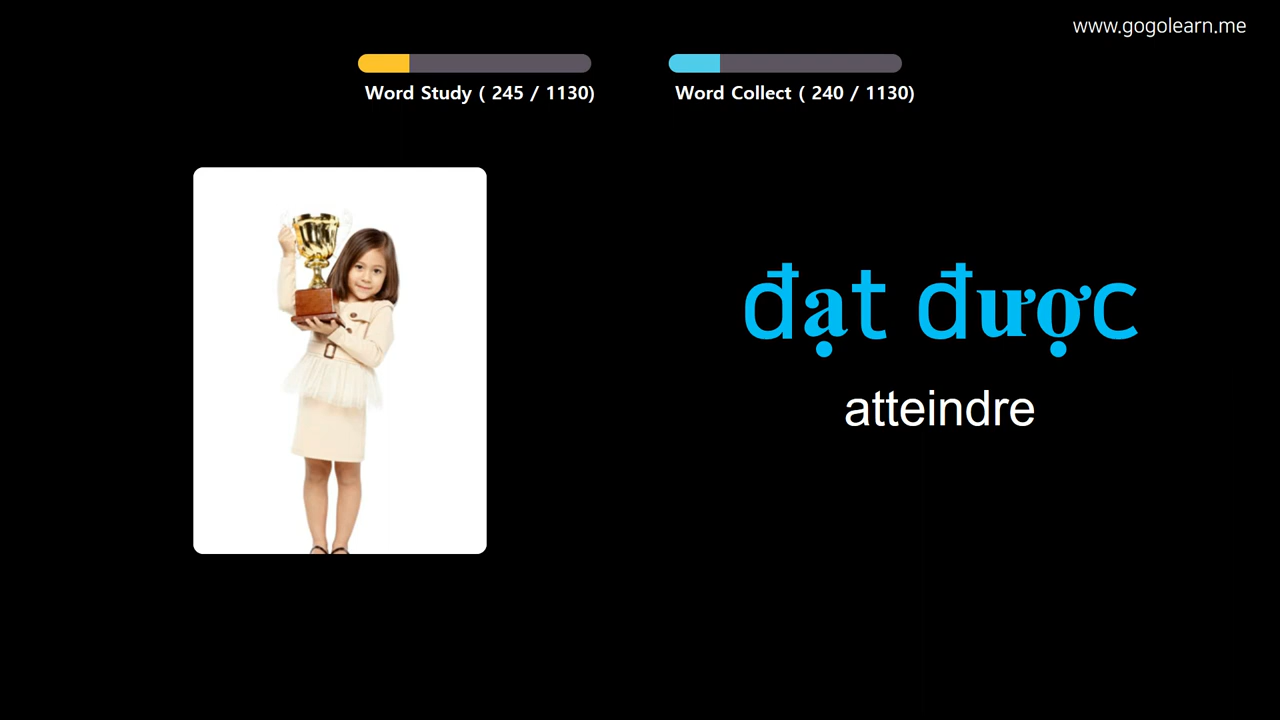 www.gogolearn.me
Word Study ( 245 / 1130)
Word Collect ( 240 / 1130)
đạt được
atteindre